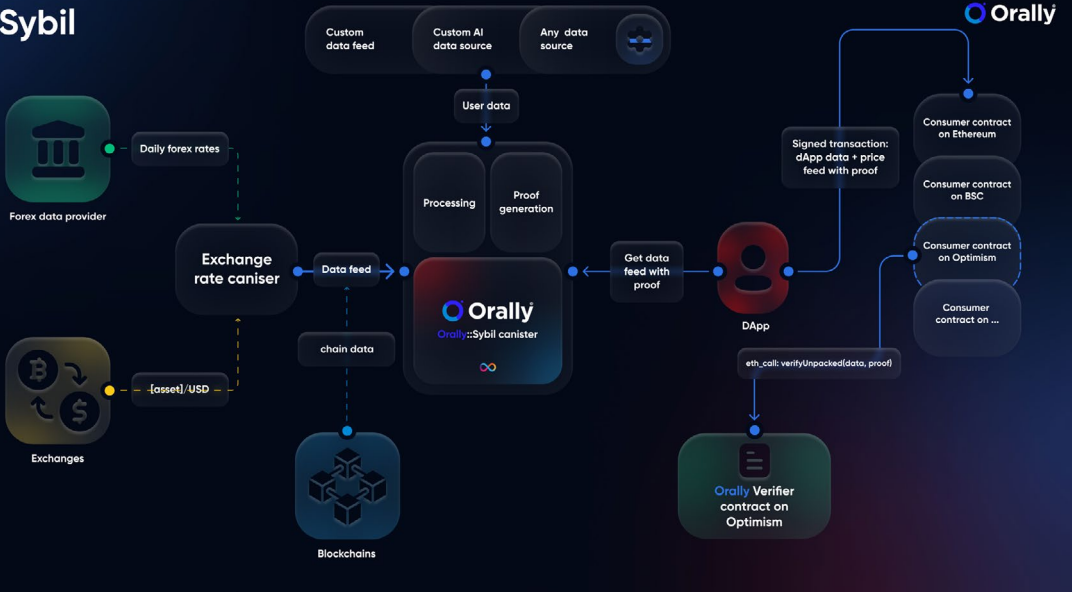 Sybil
Orally
Custom
data feed
Custom AI
data source
Any data
source
User data
Daily forex rates
Forex data provider
Processing
Proof
generation
Exchange
rate caniser
Data feed
Orally
Orally::Sybil canister
chain data
[asset]/USD
Exchanges
Blockchains
Get data
feed with
proof
DApp
Signed transaction:
dApp data + price
feed with proof
Consumer contract
on Ethereum
Consumer contract
on BSC
Consumer contract
on Optimism
Consumer
contract on ...
eth_call: verifyUnpacked(data, proof)
Orally Verifier
contract on
Optimism